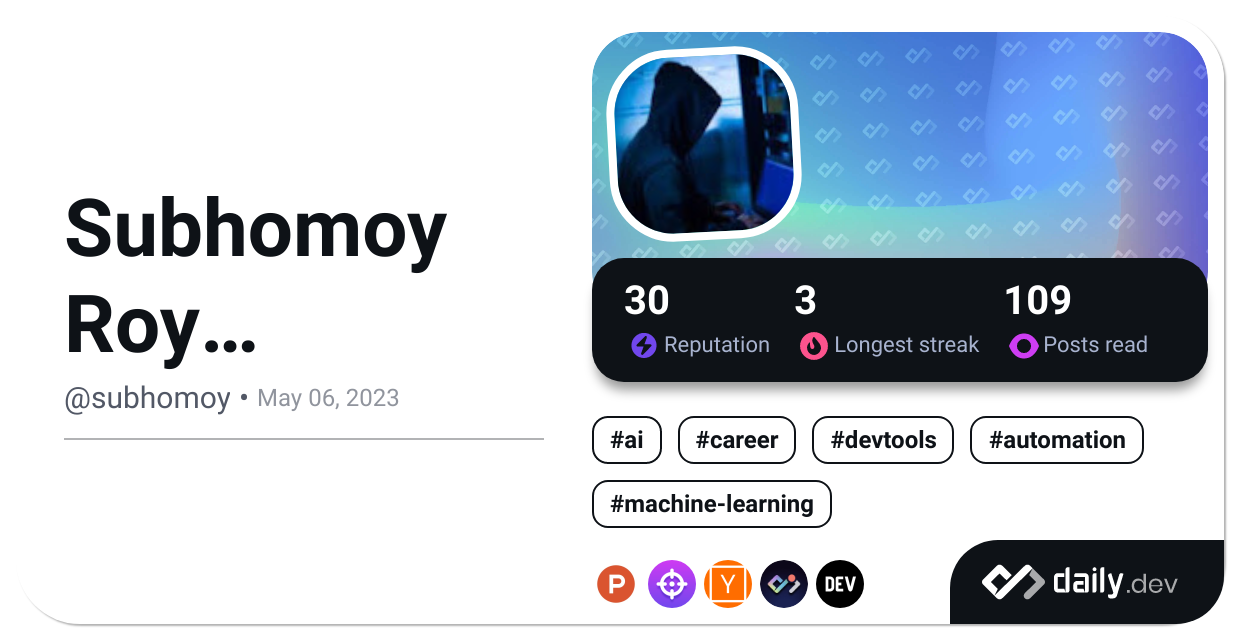 Subhomoy
Roy...
@subhomoy • May 06, 2023
30 3 109
Reputation Longest streak Posts read
#ai #career #devtools #automation
#machine-learning
P Y DEV
daily.dev